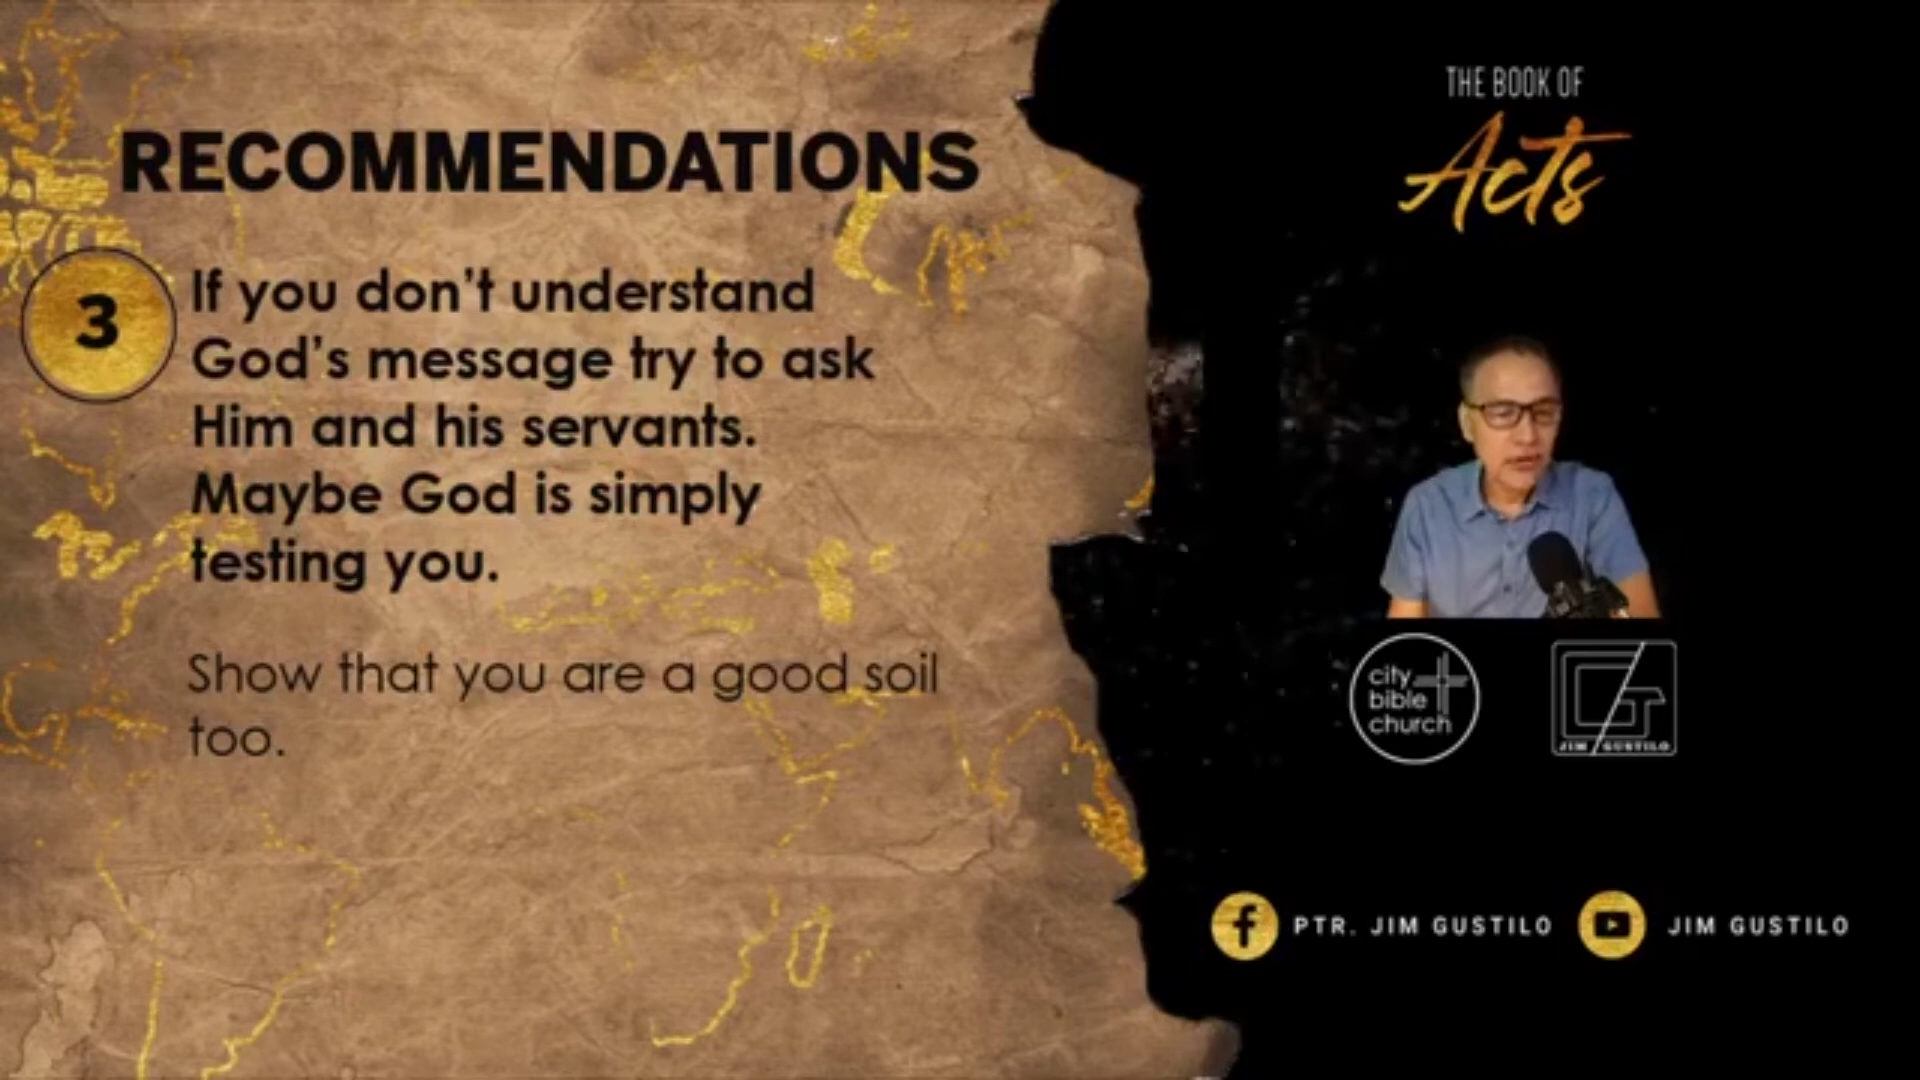 RECOMMENDATIONS
3
If you don't understand
God's message try to ask
Him and his servants.
Maybe God is simply
testing you.
Show that you are a good soil
too.
THE BOOK OF
Acts
city
bible
church
JIM GUSTILO
PTR. JIM GUSTILO
JIM GUSTILO